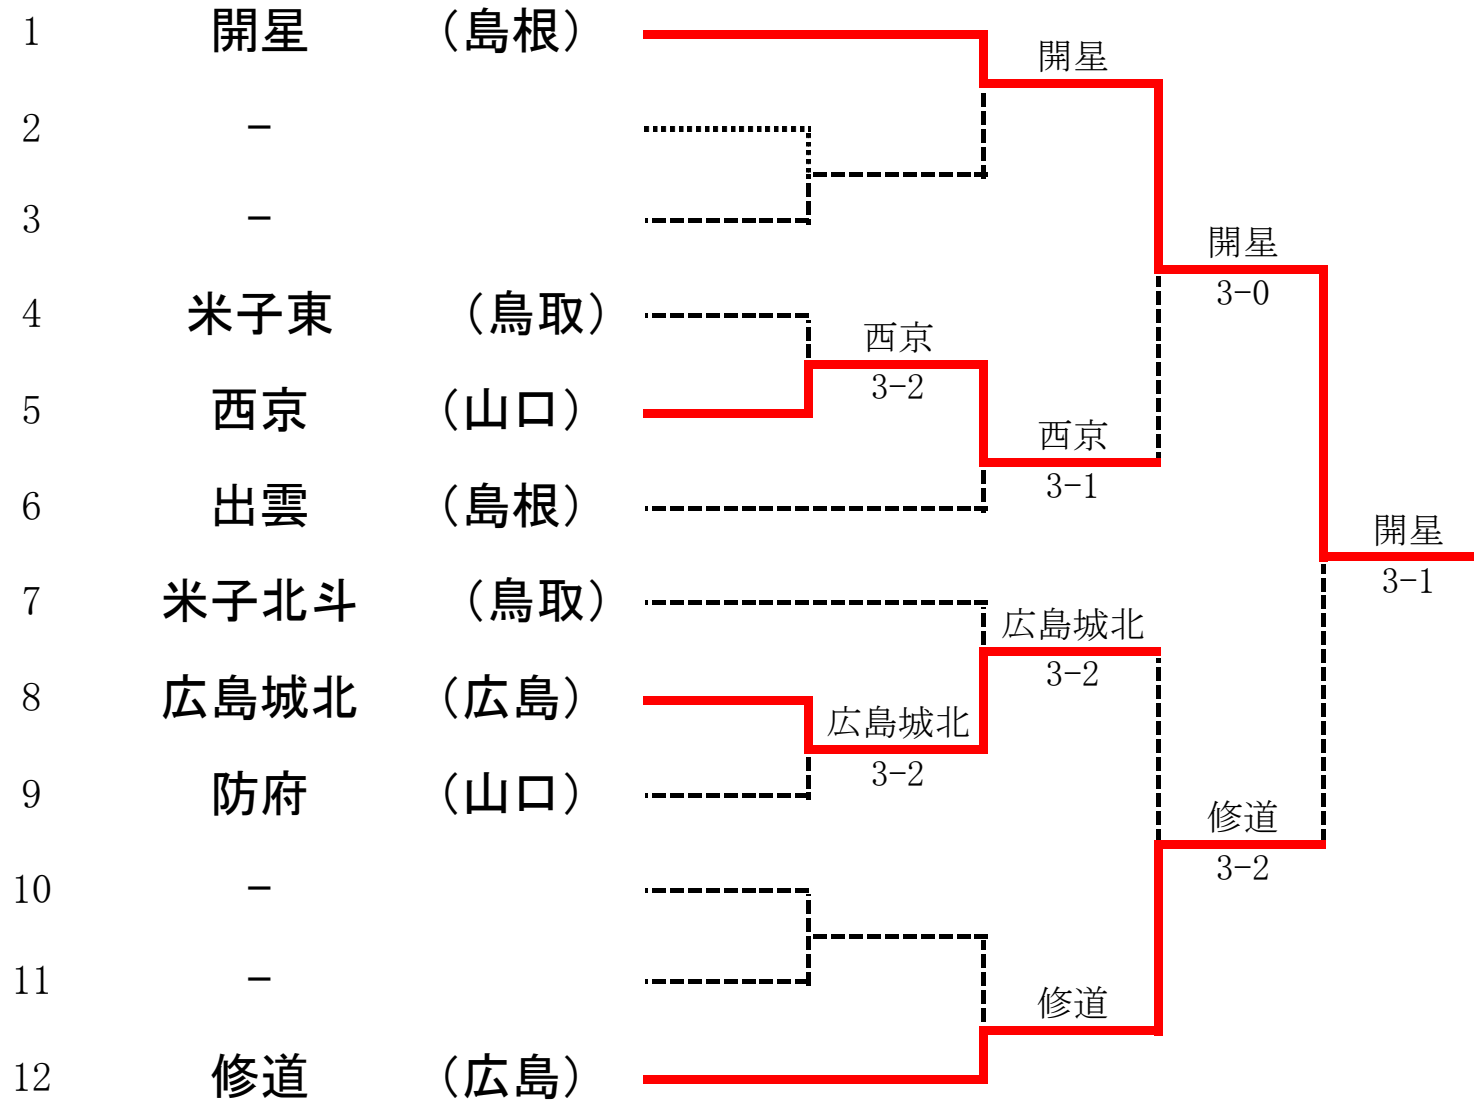 1 開星 （島根）
開星
2 －
3 －
開星
3-0
4 米子東 （鳥取）
西京
3-2
5 西京 （山口）
西京
3-1
6 出雲 （島根）
開星
3-1
7 米子北斗 （鳥取）
広島城北
3-2
8 広島城北 （広島）
広島城北
3-2
9 防府 （山口）
修道
3-2
10 －
11 －
修道
12 修道 （広島）